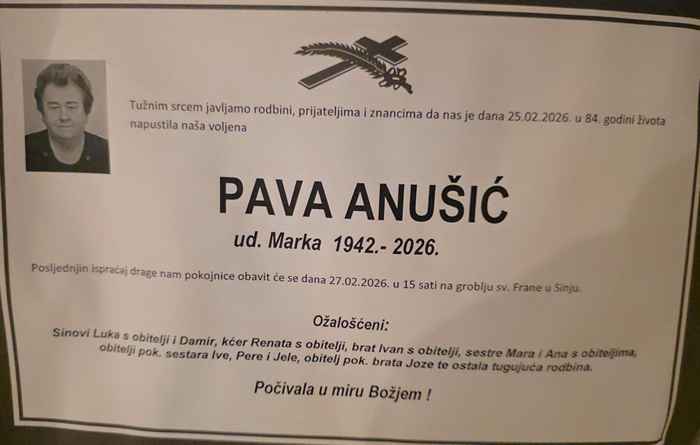 Tužnim srcem javljamo rodbini, prijateljima i znancima da nas je dana 25.02.2026. u 84. godini života
napustila naša voljena
PAVA ANUŠIĆ
ud. Marka 1942.- 2026.
Posljednjin ispraćaj drage nam pokojnice obavit će se dana 27.02.2026. u 15 sati na groblju sv. Frane u Sinju.
Ožalošćeni:
Sinovi Luka s obitelji i Damir, kćer Renata s obitelji, brat Ivan s obitelji, sestre Mara i Ana s obiteljima,
obitelji pok. sestara Ive, Pere i Jele, obitelj pok. brata Joze te ostala tugujuća rodbina.
Počivala u miru Božjem !